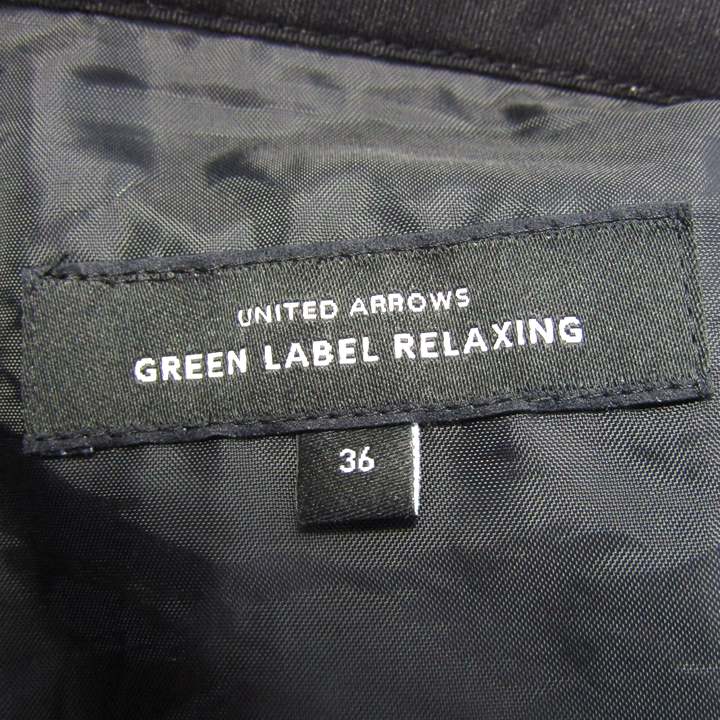 UNITED ARROWS
GREEN LABEL RELAXING
36